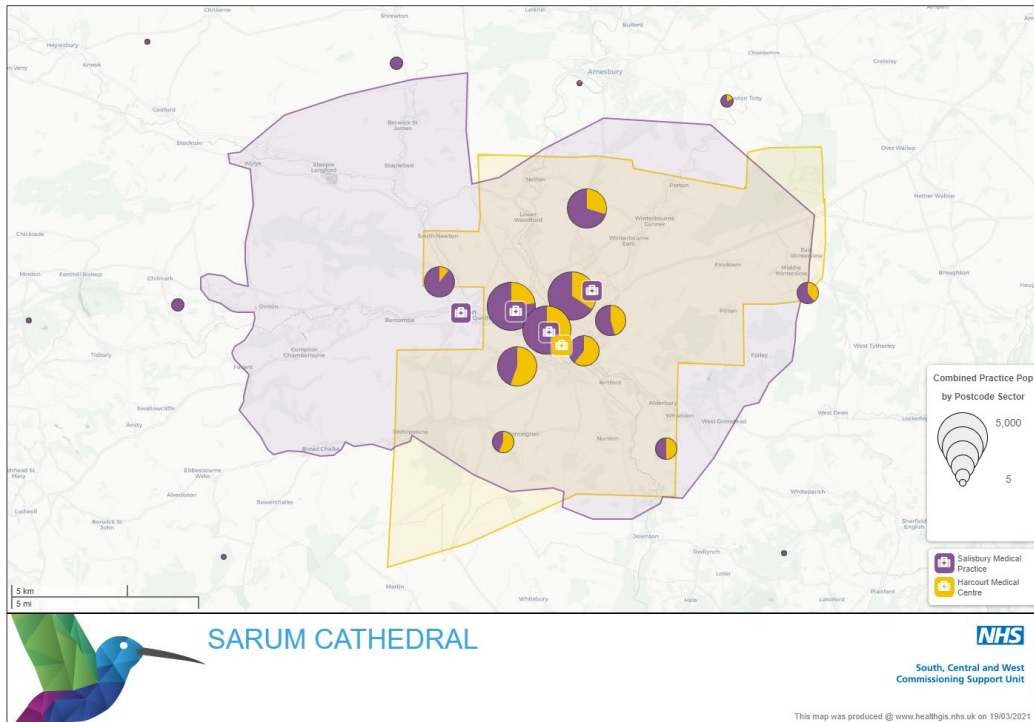 Chitterne
Orcheston
Larkhill
Shrewton
Bulford
Heytesbury
Knook
Amesbury
Cholderton
Grateley
Codford
Berwick St
James
Newton Tony
Stockton
Over Wallop
Wylye
Steeple
Langford
Stapleford
Netton
Porton
Nether Wallop
Lower
Woodford
Winterbourne
Gunner
Chicklade
South Newton
Winterbourne
Earls
Broughton
Hindon
Fonthill Bishop
Chilmark
Firsdown
East
Winterslow
Middle
Winterslow
Dinton
Burcombe
Pitton
Tisbury
Compton
Chamberlayne
West Tytherley
Fovant
Farley
Britford
Swallowcliffe
Alderbury
Ansty
Whaddon
West Grimstead
West Dean
Lockerley
Bishopstone
Homington
Nunton
Broad Chalke
Ebbesbourne
Wake
Alvediston
Bowerchalke
Whiteparish
Ludwell
Berwick St
John
Sherfield
English
Downton
Redlynch
Martin
Lover
Plaitford
Whitsbury
Hale
Landford
Combined Practice Pop
by Postcode Sector
5,000
5
Salisbury Medical
Practice
Harcourt Medical
Centre
5 km
5 mi
SARUM CATHEDRAL
NHS
South, Central and West
Commissioning Support Unit
This map was produced @ www.healthgis.nhs.uk on 19/03/2021